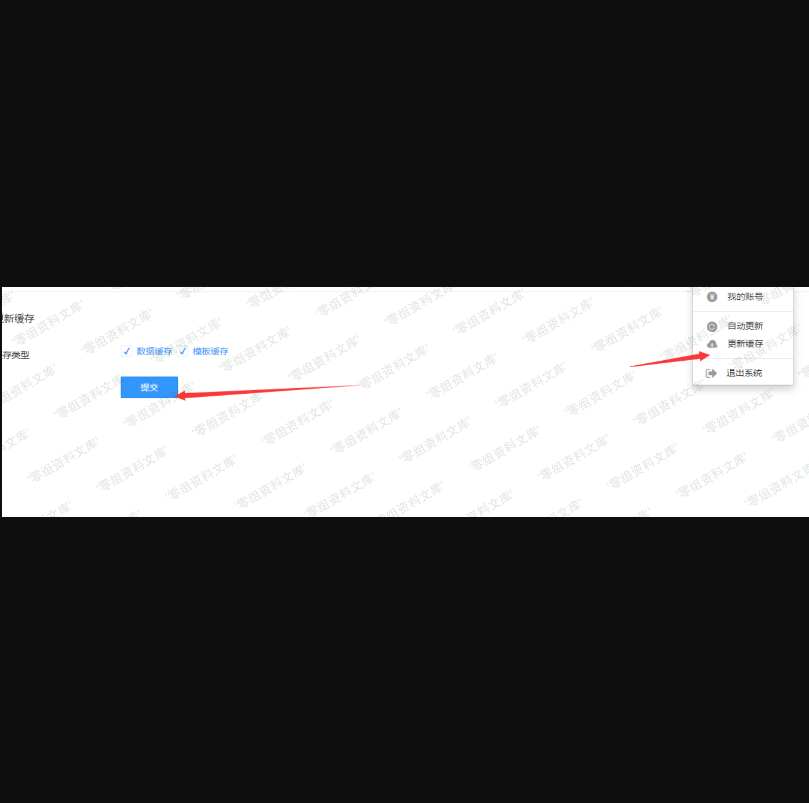 我的账号
更新缓存
自动更新
更新缓存
存类型
数据缓存 模板缓存
退出系统
提交
零组资料文库